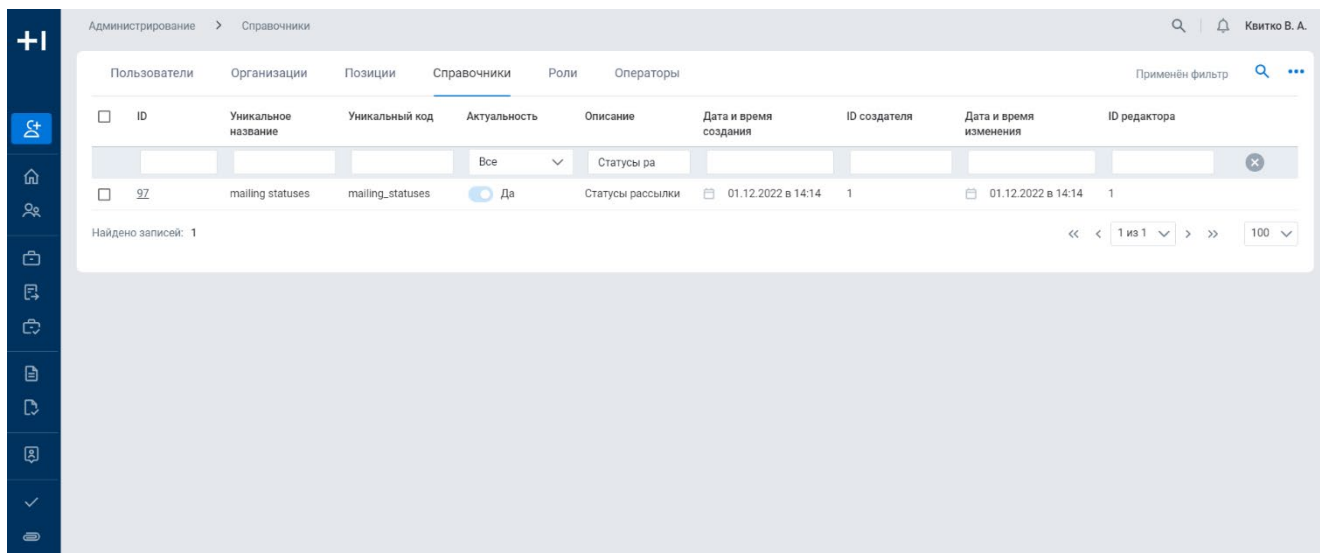 Администрирование > Справочники
Квитко В. А.
Пользователи Организации Позиции Справочники Роли Операторы Применён фильтр
ID Уникальное название Уникальный код Актуальность Описание Дата и время создания ID создателя Дата и время изменения ID редактора
Все Статусы ра
97 mailing statuses mailing_statuses Да Статусы рассылки 01.12.2022 в 14:14 1 01.12.2022 в 14:14 1
Найдено записей: 1 << < 1 из 1 > >> 100